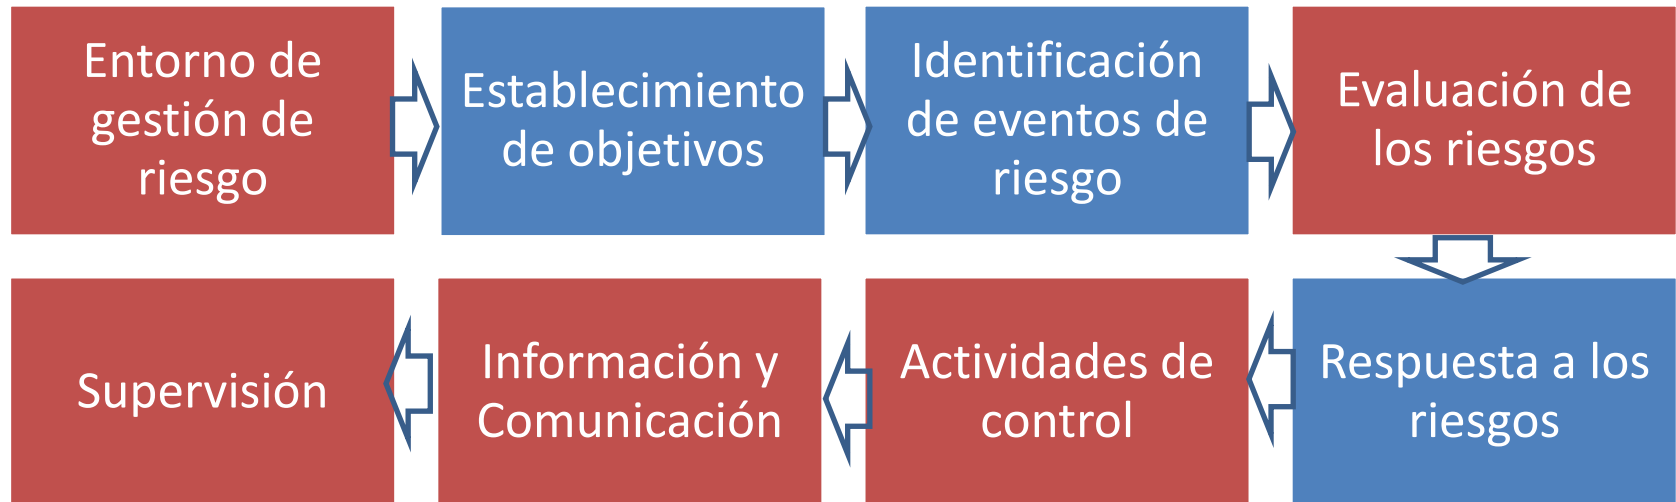 Entorno de
gestión de
riesgo
Establecimiento
de objetivos
Identificación
de eventos de
riesgo
Evaluación de
los riesgos
Respuesta a los
riesgos
Actividades de
control
Información y
Comunicación
Supervisión